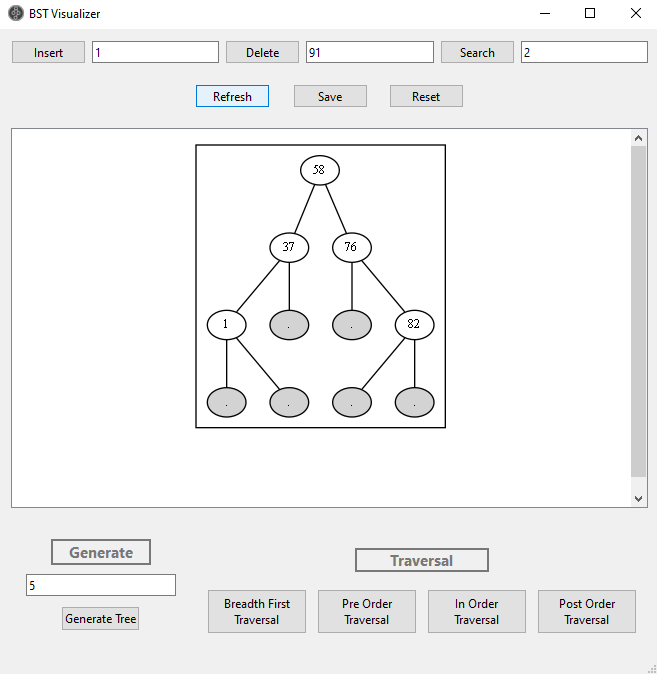 BST Visualizer
Insert 1 Delete 91 Search 2
Refresh Save Reset
58
37 76
1 . . 82
. . . .
Generate
Traversal
5
Generate Tree
Breadth First
Traversal
Pre Order
Traversal
In Order
Traversal
Post Order
Traversal